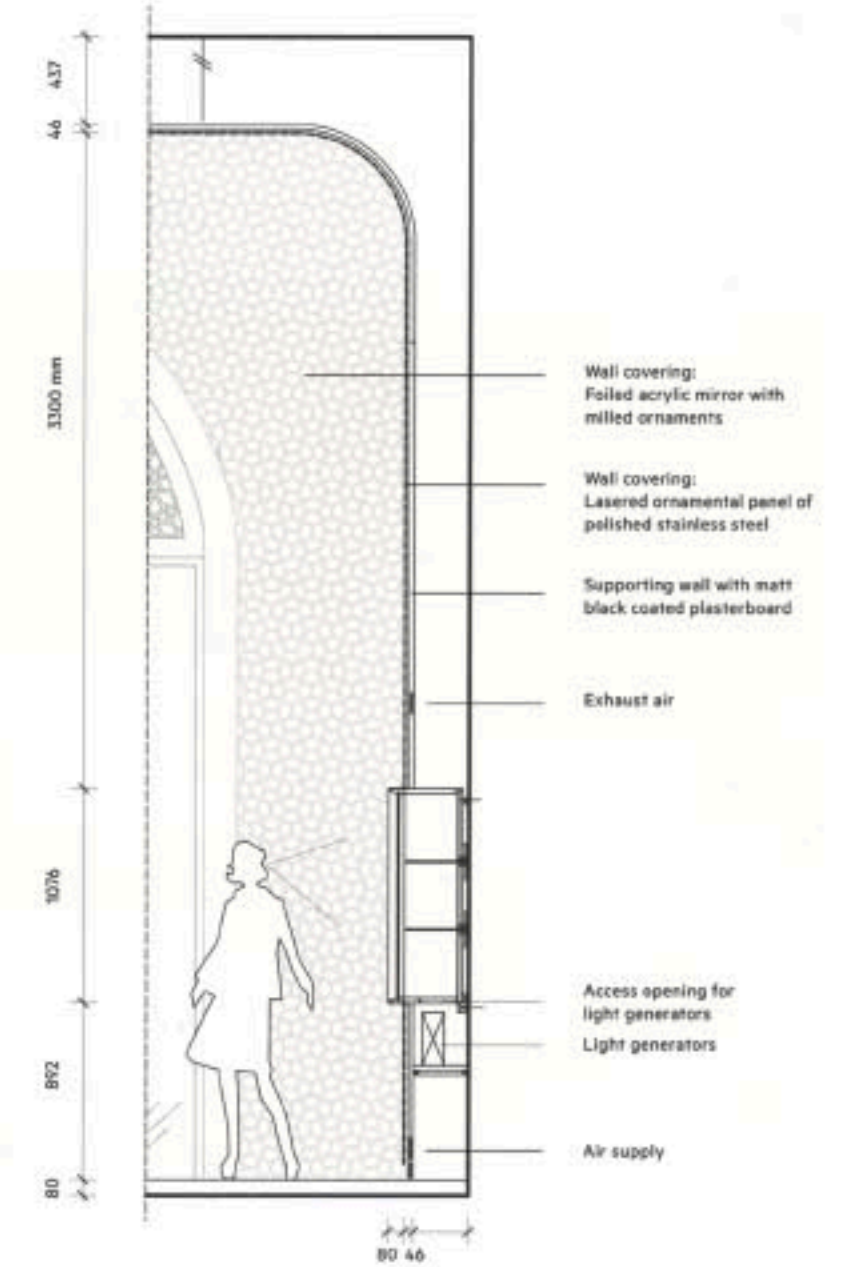 437
46
3300 mm
1076
892
80
Wall covering:
Foiled acrylic mirror with
milled ornaments
Wall covering:
Lasered ornamental panel of
polished stainless steel
Supporting wall with matt
black coated plasterboard
Exhaust air
Access opening for
light generators
Light generators
Air supply
80 46